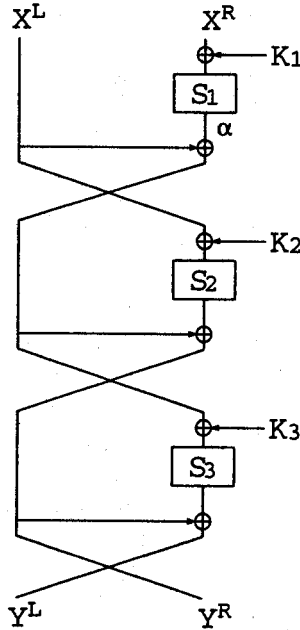 X^L X^R
K1
S1
α
K2
S2
K3
S3
Y^L Y^R